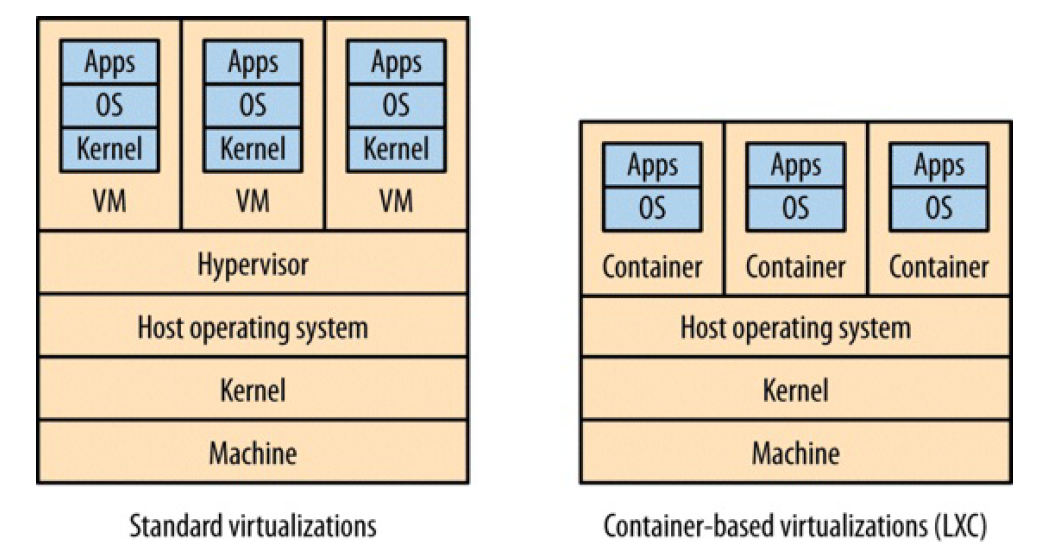 Apps
OS
Kernel
VM
Apps
OS
Kernel
VM
Apps
OS
Kernel
VM
Hypervisor
Host operating system
Kernel
Machine
Standard virtualizations
Apps
OS
Container
Apps
OS
Container
Apps
OS
Container
Host operating system
Kernel
Machine
Container-based virtualizations (LXC)